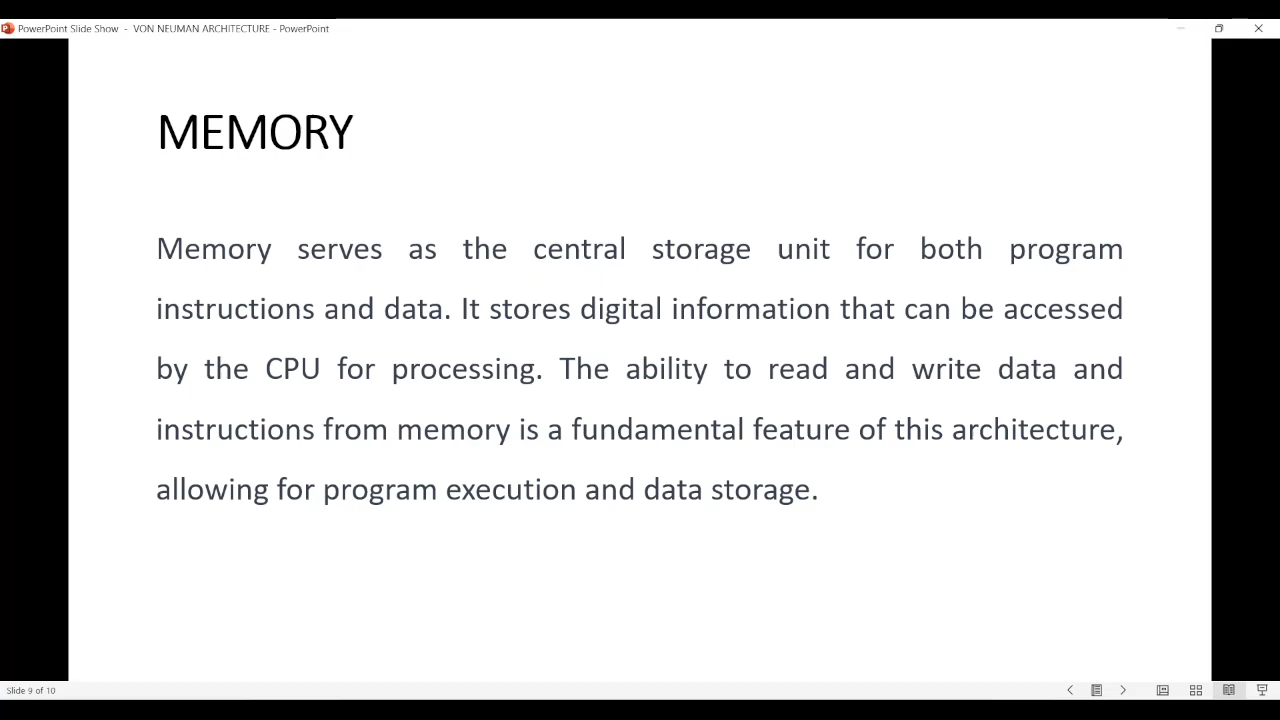 PowerPoint Slide Show - VON NEUMAN ARCHITECTURE - PowerPoint
MEMORY
Memory serves as the central storage unit for both program
instructions and data. It stores digital information that can be accessed
by the CPU for processing. The ability to read and write data and
instructions from memory is a fundamental feature of this architecture,
allowing for program execution and data storage.
Slide 9 of 10